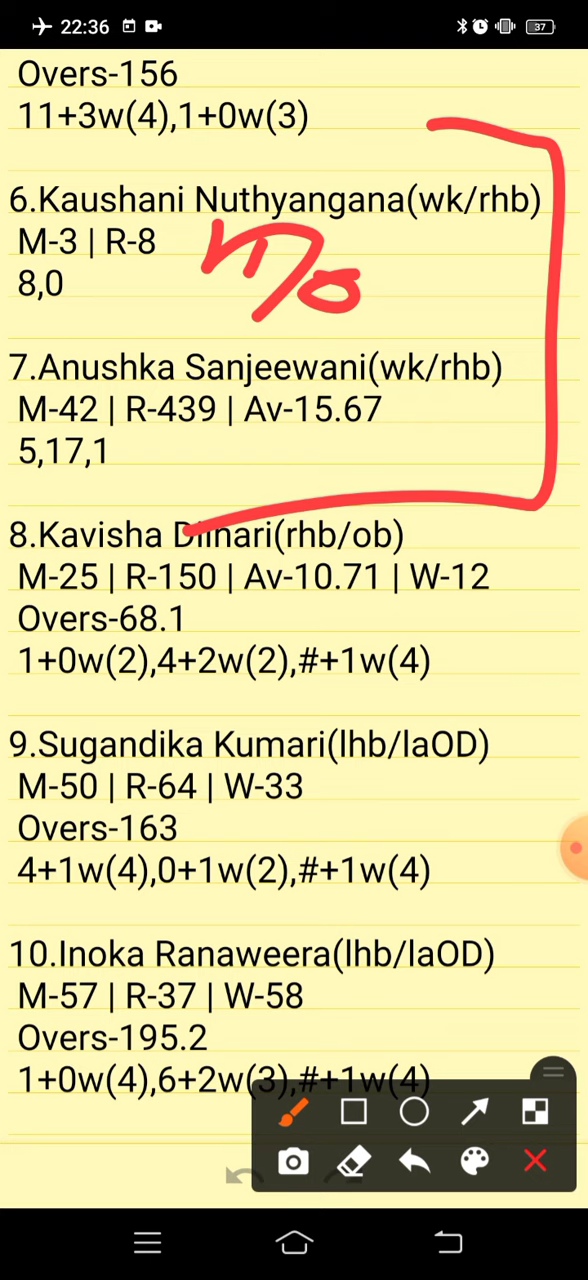 22:36
37
Overs-156
11+3w(4),1+0w(3)
6.Kaushani Nuthyangana(wk/rhb)
M-3 | R-8
8,0
7.Anushka Sanjeewani(wk/rhb)
M-42 | R-439 | Av-15.67
5,17,1
8.Kavisha Dilhari(rhb/ob)
M-25 | R-150 | Av-10.71 | W-12
Overs-68.1
1+0w(2),4+2w(2),#+1w(4)
9.Sugandika Kumari(lhb/laOD)
M-50 | R-64 | W-33
Overs-163
4+1w(4),0+1w(2),#+1w(4)
10.Inoka Ranaweera(lhb/laOD)
M-57 | R-37 | W-58
Overs-195.2
1+0w(4),6+2w(3),#+1w(4)